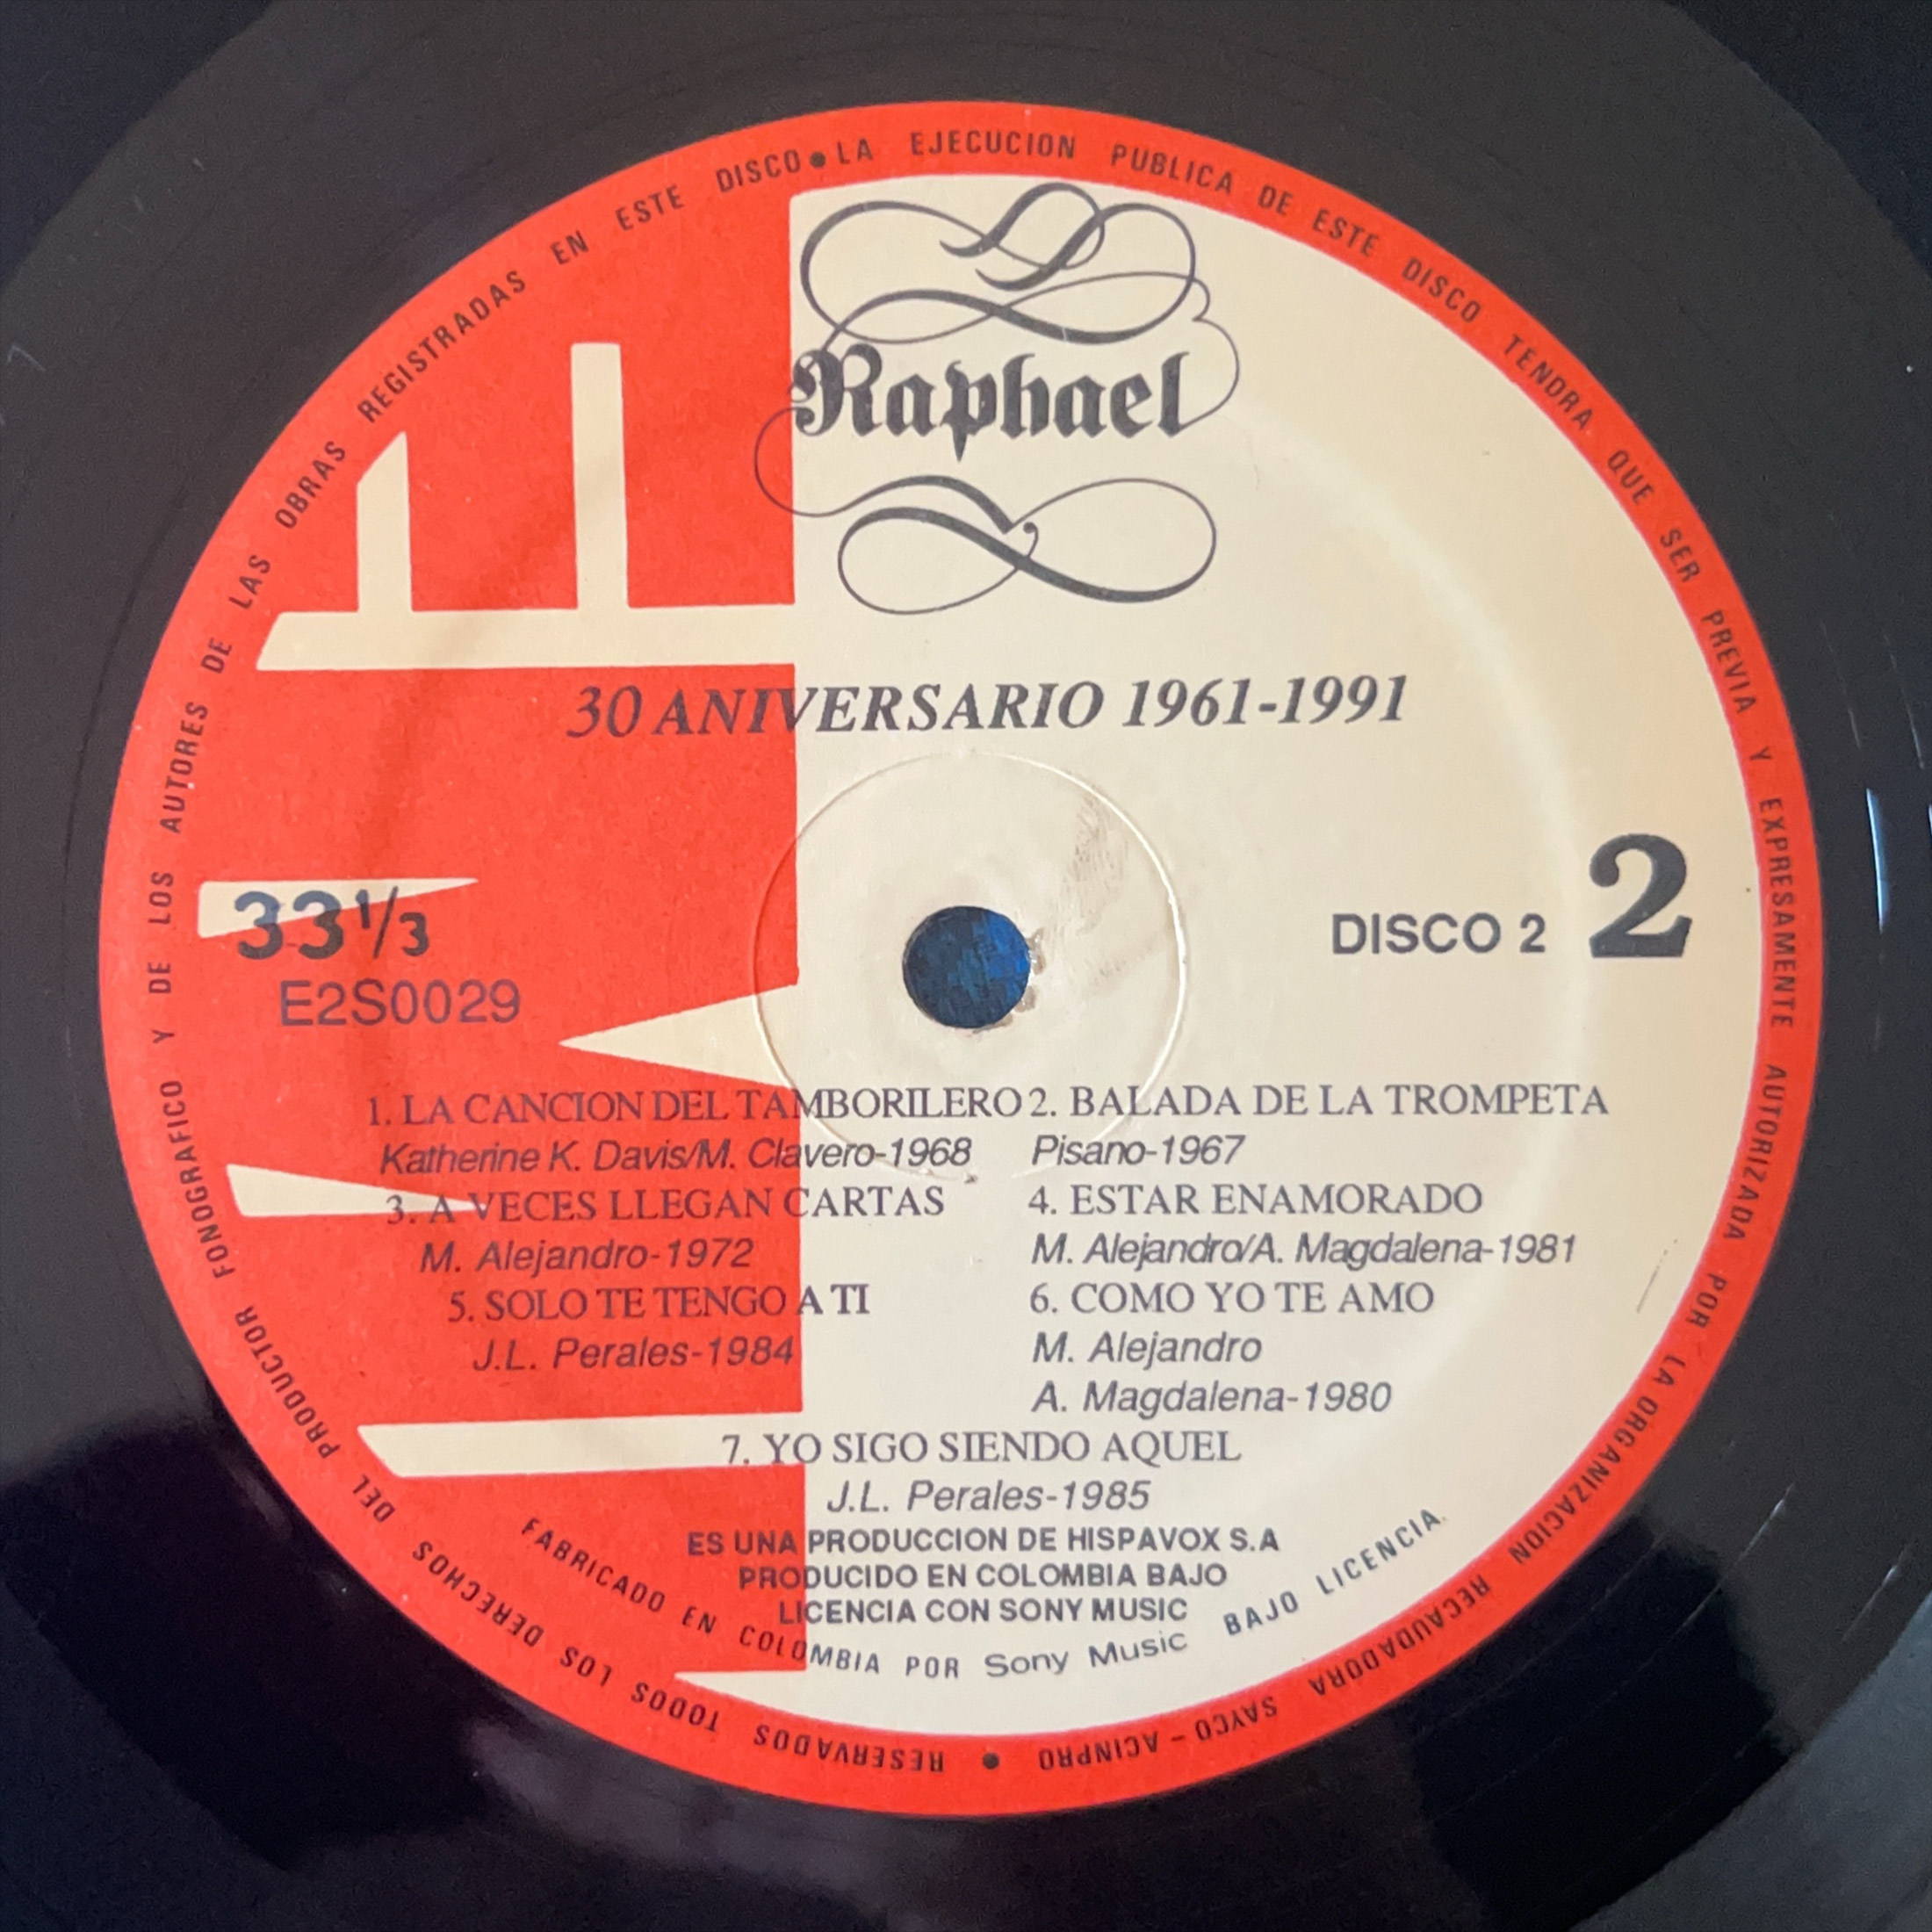 Raphael
30 ANIVERSARIO 1961-1991
33 1/3
E2S0029
DISCO 2 2
1. LA CANCION DEL TAMBORILERO 2. BALADA DE LA TROMPETA
Katherine K. Davis/M. Clavero-1968 Pisano-1967
3. A VECES LLEGAN CARTAS 4. ESTAR ENAMORADO
M. Alejandro-1972 M. Alejandro/A. Magdalena-1981
5. SOLO TE TENGO A TI 6. COMO YO TE AMO
J.L. Perales-1984 M. Alejandro
A. Magdalena-1980
7. YO SIGO SIENDO AQUEL
J.L. Perales-1985
ES UNA PRODUCCION DE HISPAVOX S.A
PRODUCIDO EN COLOMBIA BAJO
LICENCIA CON SONY MUSIC
FABRICADO EN COLOMBIA POR Sony Music BAJO LICENCIA.
RESERVADOS TODOS LOS DERECHOS DEL PRODUCTOR FONOGRAFICO Y DE LOS AUTORES DE LAS OBRAS REGISTRADAS EN ESTE DISCO • LA EJECUCION PUBLICA DE ESTE DISCO TENDRA QUE SER PREVIA Y EXPRESAMENTE AUTORIZADA POR LA ORGANIZACION RECAUDADORA SAYCO - ACINPRO •